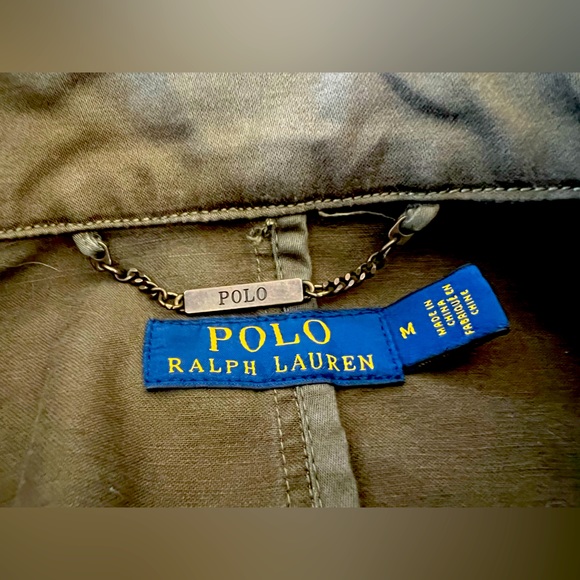 POLO
POLO
RALPH LAUREN
M
MADE IN
CHINA
FABRIQUÉ EN
CHINE